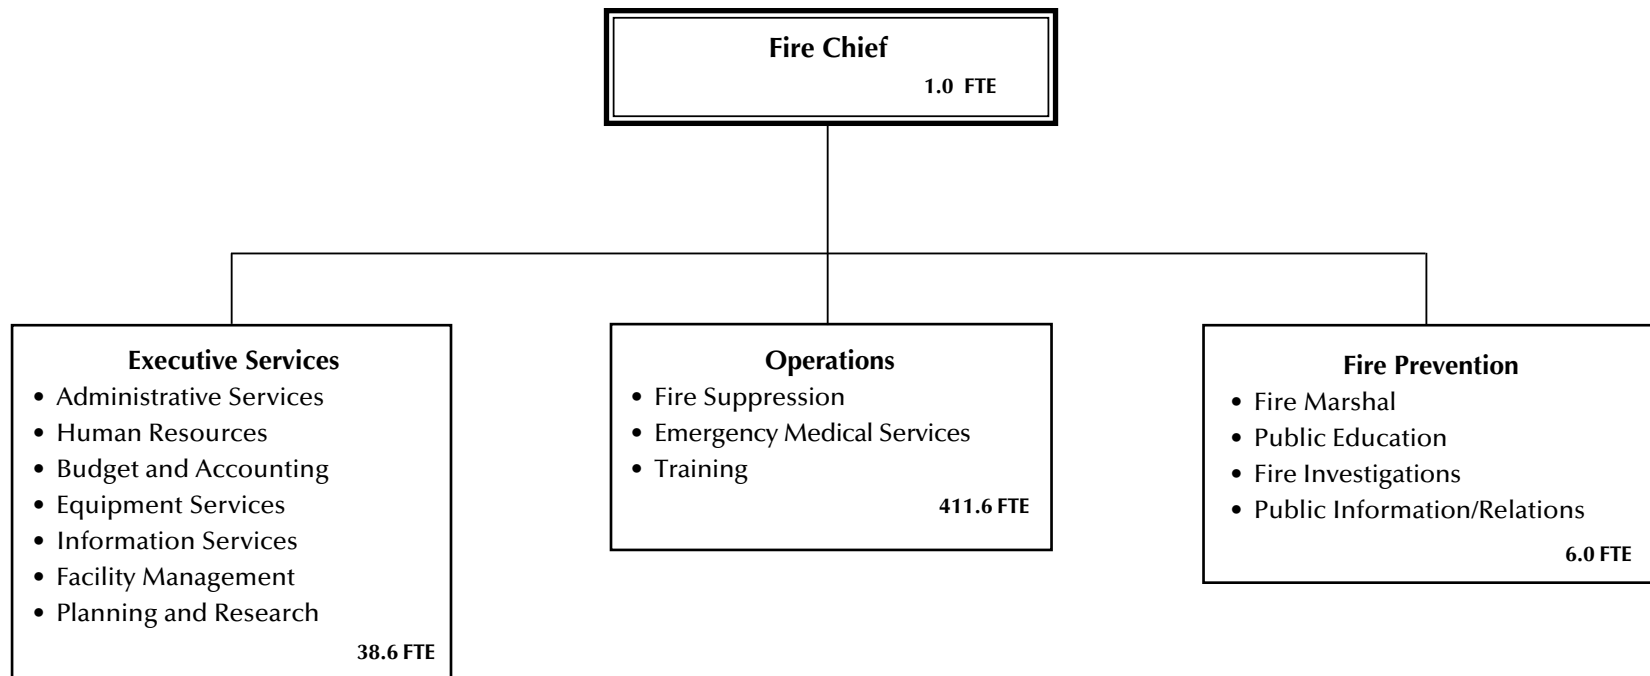 Fire Chief
1.0 FTE
Executive Services
• Administrative Services
• Human Resources
• Budget and Accounting
• Equipment Services
• Information Services
• Facility Management
• Planning and Research
38.6 FTE
Operations
• Fire Suppression
• Emergency Medical Services
• Training
411.6 FTE
Fire Prevention
• Fire Marshal
• Public Education
• Fire Investigations
• Public Information/Relations
6.0 FTE